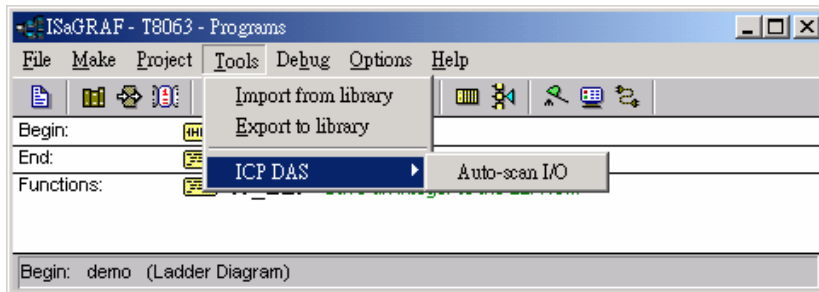 ISaGRAF - T8063 - Programs
File Make Project Tools Debug Options Help
Import from library
Export to library
ICP DAS
Auto-scan I/O
Begin:
End:
Functions:
Begin: demo (Ladder Diagram)